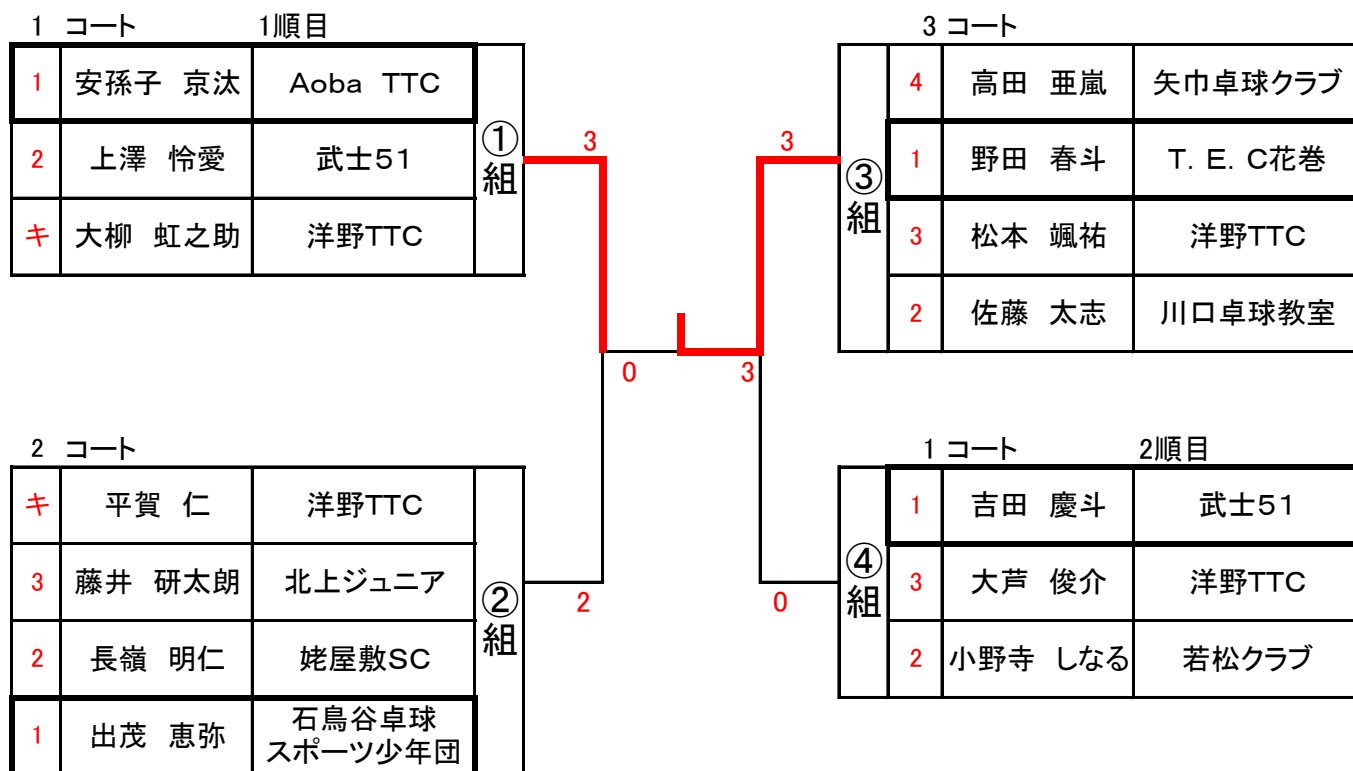 1 コート 1順目
1 安孫子 京汰 Aoba TTC
2 上澤 怜愛 武士51
キ 大柳 虹之助 洋野TTC
①組
3
3 コート
4 高田 亜嵐 矢巾卓球クラブ
1 野田 春斗 T．E．C花巻
3 松本 颯祐 洋野TTC
2 佐藤 太志 川口卓球教室
③組
3
0
3
2 コート
キ 平賀 仁 洋野TTC
3 藤井 研太朗 北上ジュニア
2 長嶺 明仁 姥屋敷SC
1 出茂 恵弥 石鳥谷卓球
スポーツ少年団
②組
2
1 コート 2順目
1 吉田 慶斗 武士51
3 大芦 俊介 洋野TTC
2 小野寺 しなる 若松クラブ
④組
0